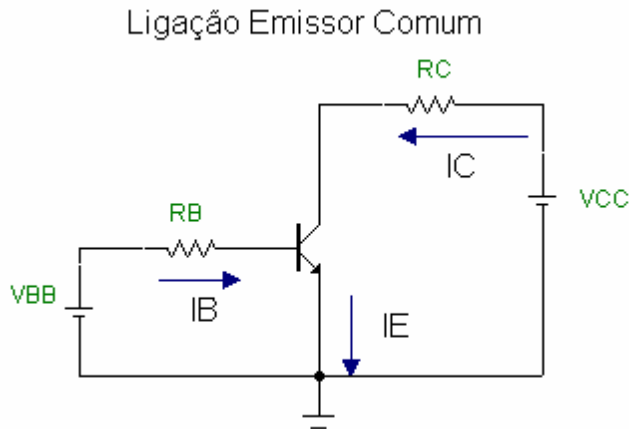 Ligação Emissor Comum
RC
IC
VCC
RB
VBB
IB
IE